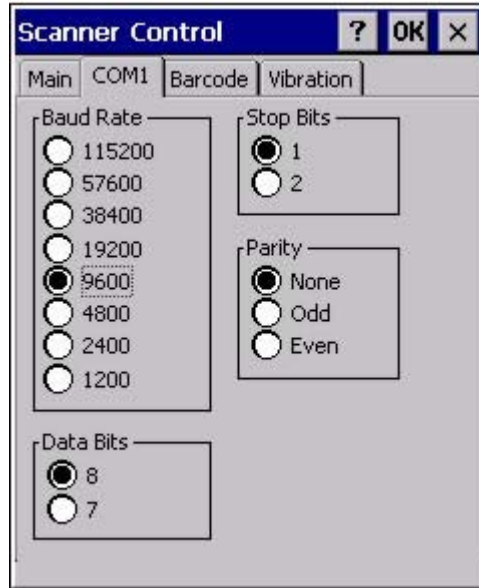 Scanner Control ? OK ×
Main COM1 Barcode Vibration
Baud Rate
115200
57600
38400
19200
9600
4800
2400
1200
Stop Bits
1
2
Parity
None
Odd
Even
Data Bits
8
7